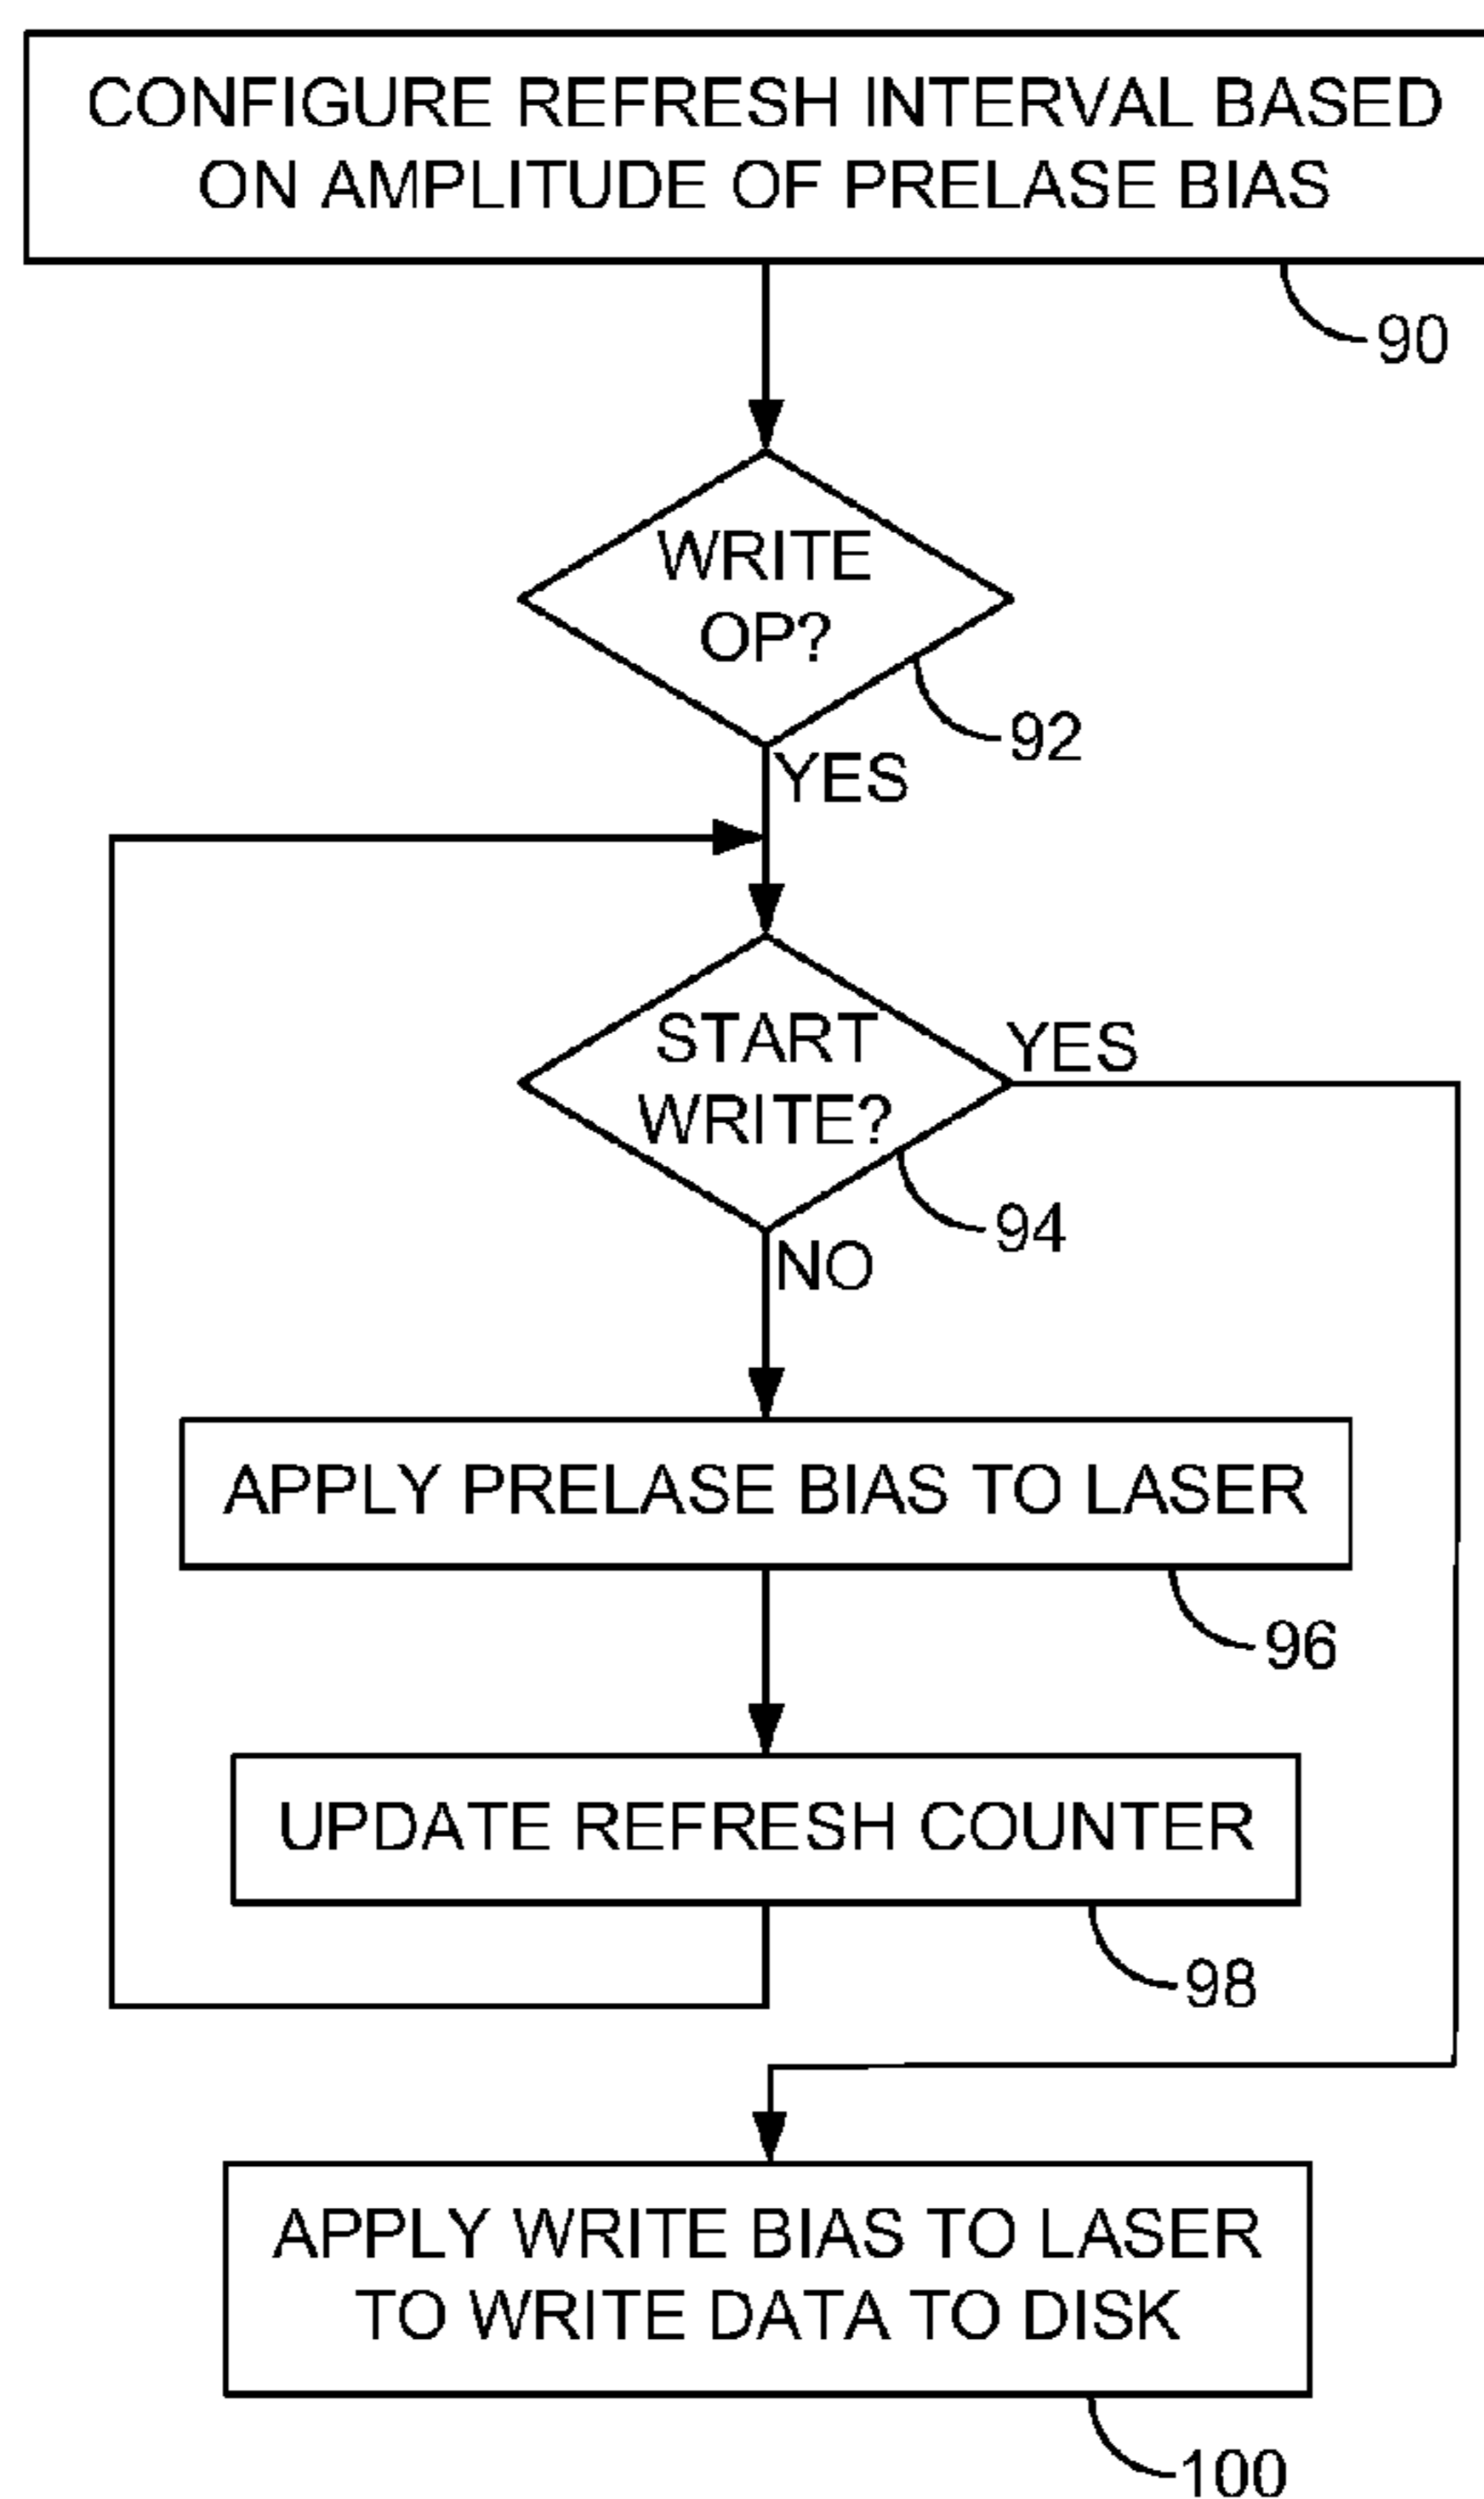 CONFIGURE REFRESH INTERVAL BASED
ON AMPLITUDE OF PRELASE BIAS
90
WRITE
OP?
92
YES
START
WRITE?
YES
94
NO
APPLY PRELASE BIAS TO LASER
96
UPDATE REFRESH COUNTER
98
APPLY WRITE BIAS TO LASER
TO WRITE DATA TO DISK
100